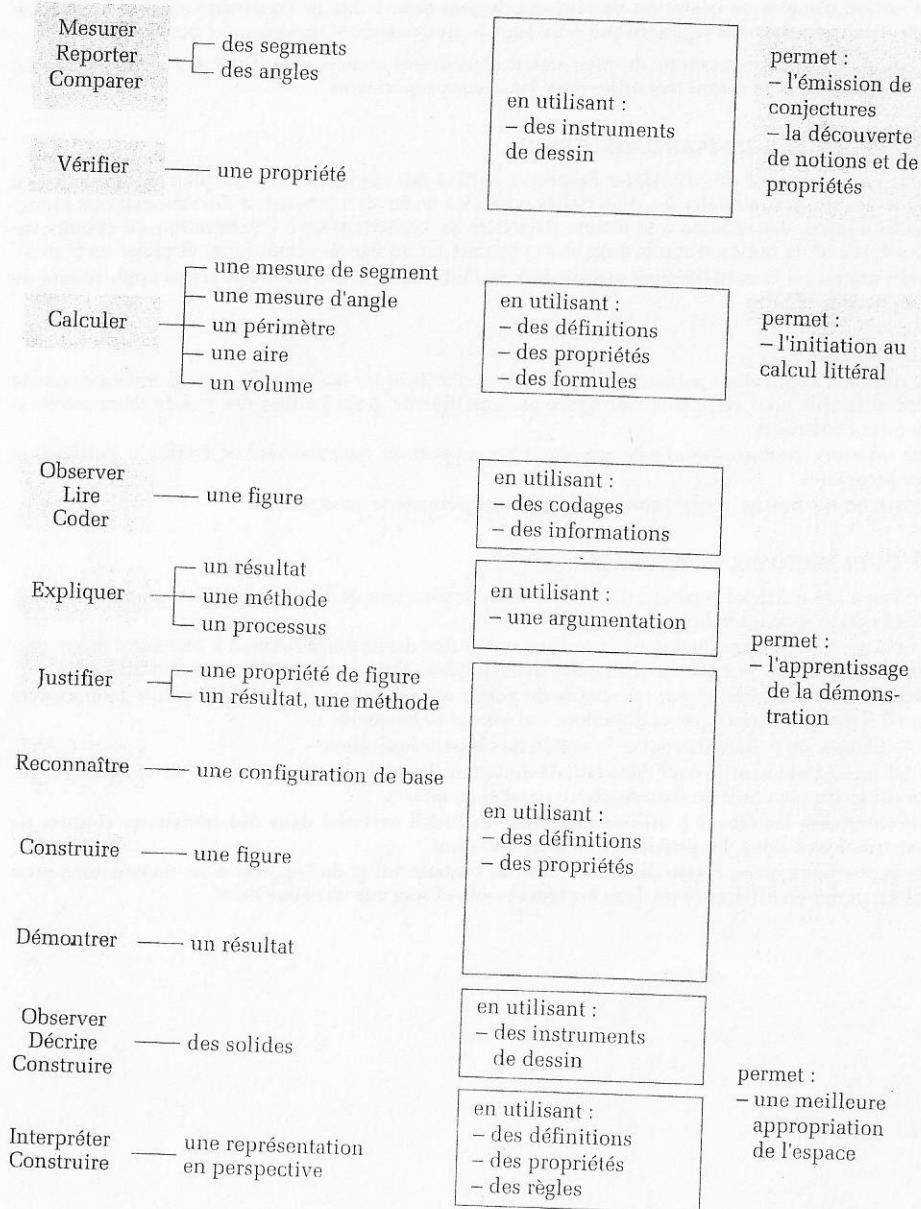 Mesurer
Reporter
Comparer
des segments
des angles
Vérifier
une propriété
en utilisant :
– des instruments
de dessin
permet :
– l'émission de
conjectures
– la découverte
de notions et de
propriétés
Calculer
une mesure de segment
une mesure d'angle
un périmètre
une aire
un volume
en utilisant :
– des définitions
– des propriétés
– des formules
permet :
– l'initiation au
calcul littéral
Observer
Lire
Coder
une figure
en utilisant :
– des codages
– des informations
Expliquer
un résultat
une méthode
un processus
en utilisant :
– une argumentation
Justifier
une propriété de figure
un résultat, une méthode
Reconnaître
une configuration de base
Construire
une figure
Démontrer
un résultat
en utilisant :
– des définitions
– des propriétés
permet :
– l'apprentissage
de la démons-
tration
Observer
Décrire
Construire
des solides
en utilisant :
– des instruments
de dessin
Interpréter
Construire
une représentation
en perspective
en utilisant :
– des définitions
– des propriétés
– des règles
permet :
– une meilleure
appropriation
de l'espace